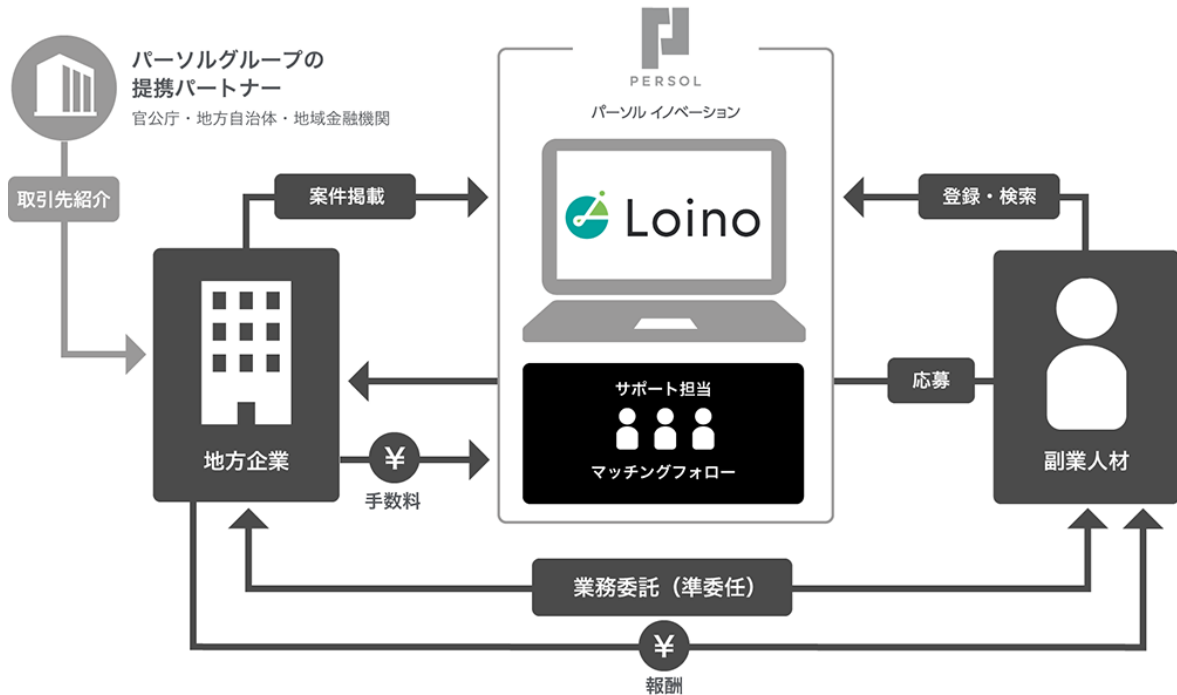 パーソルグループの
提携パートナー
官公庁・地方自治体・地域金融機関
取引先紹介
PERSOL
パーソル イノベーション
案件掲載
Loino
登録・検索
サポート担当
マッチングフォロー
応募
地方企業
¥
手数料
副業人材
業務委託（準委任）
¥
報酬